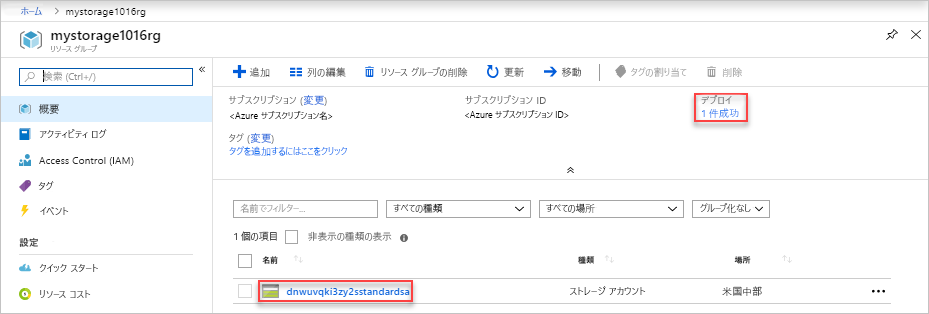 ホーム > mystorage1016rg
mystorage1016rg
リソース グループ
検索 (Ctrl+/)
«
概要
アクティビティ ログ
Access Control (IAM)
タグ
イベント
設定
クイック スタート
リソース コスト
追加 列の編集 リソース グループの削除 更新 移動 タグの割り当て 削除
サブスクリプション (変更) サブスクリプション ID デプロイ
<Azure サブスクリプション名> <Azure サブスクリプション ID> 1 件成功
タグ (変更)
タグを追加するにはここをクリック
名前でフィルター... すべての種類 すべての場所 グループ化なし
1 個の項目 非表示の種類の表示
名前 種類 場所
dnwuvqki3zy2sstandardsa ストレージ アカウント 米国中部